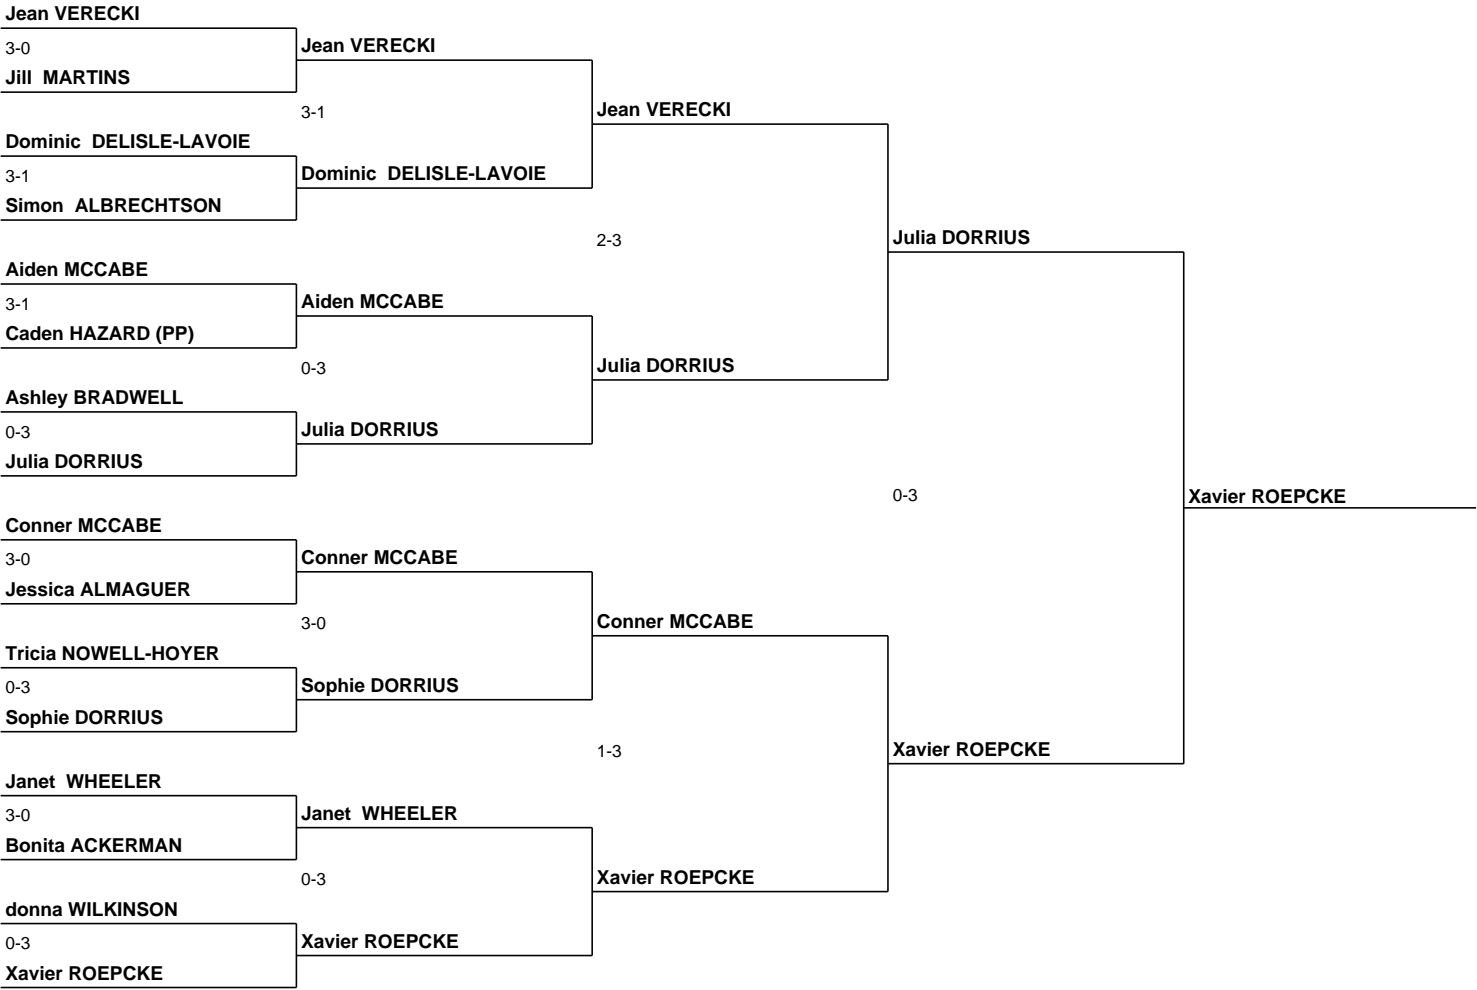 Jean VERECKI
3-0
Jill  MARTINS
Dominic  DELISLE-LAVOIE
3-1
Simon  ALBRECHTSON
Aiden MCCABE
3-1
Caden HAZARD (PP)
Ashley BRADWELL
0-3
Julia DORRIUS
Conner MCCABE
3-0
Jessica ALMAGUER
Tricia NOWELL-HOYER
0-3
Sophie DORRIUS
Janet  WHEELER
3-0
Bonita ACKERMAN
donna WILKINSON
0-3
Xavier ROEPCKE
Jean VERECKI
3-1
Dominic  DELISLE-LAVOIE
Aiden MCCABE
0-3
Julia DORRIUS
Conner MCCABE
3-0
Sophie DORRIUS
Janet  WHEELER
0-3
Xavier ROEPCKE
Jean VERECKI
2-3
Julia DORRIUS
Conner MCCABE
1-3
Xavier ROEPCKE
Julia DORRIUS
0-3
Xavier ROEPCKE
Xavier ROEPCKE